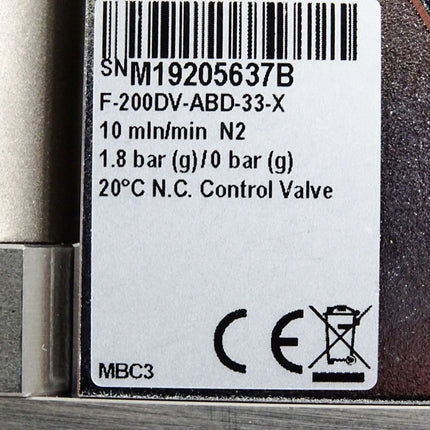 SN M19205637B
F-200DV-ABD-33-X
10 mln/min N2
1.8 bar (g)/0 bar (g)
20°C N.C. Control Valve
CE
MBC3